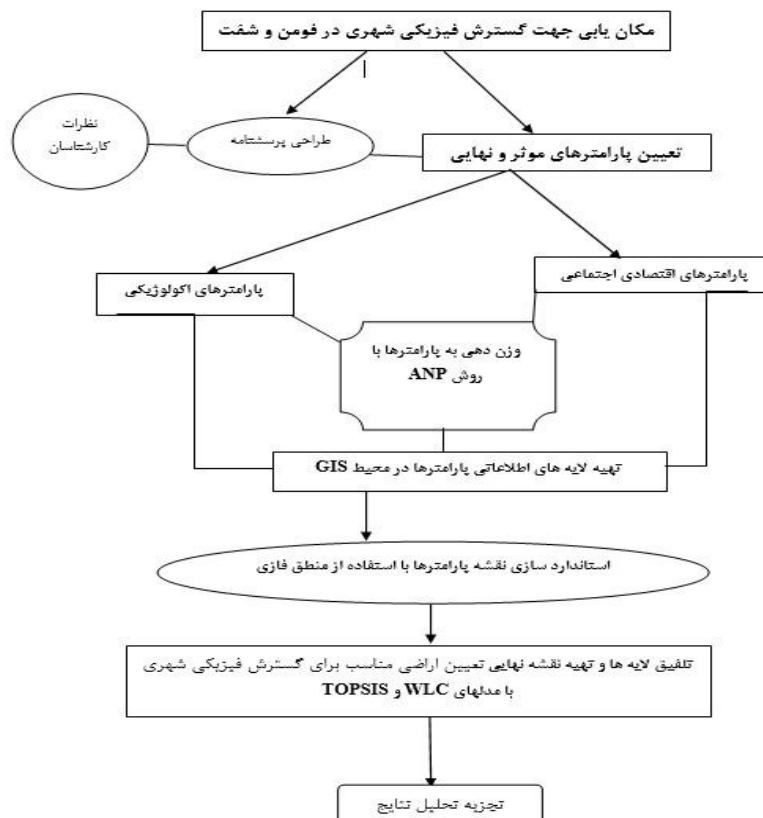 مکان یابی جهت گسترش فیزیکی شهری در فومن و شفت
نظرات
کارشناسان
طراحی پرسشنامه
تعیین پارامترهای موثر و نهایی
پارامترهای اقتصادی اجتماعی
پارامترهای اکولوژیکی
وزن دهی به پارامترها با
روش ANP
تهیه لایه های اطلاعاتی پارامترها در محیط GIS
استاندارد سازی نقشه پارامترها با استفاده از منطق فازی
تلفیق لایه ها و تهیه نقشه نهایی تعیین اراضی مناسب برای گسترش فیزیکی شهری
با مدلهای WLC و TOPSIS
تجزیه تحلیل نتایج